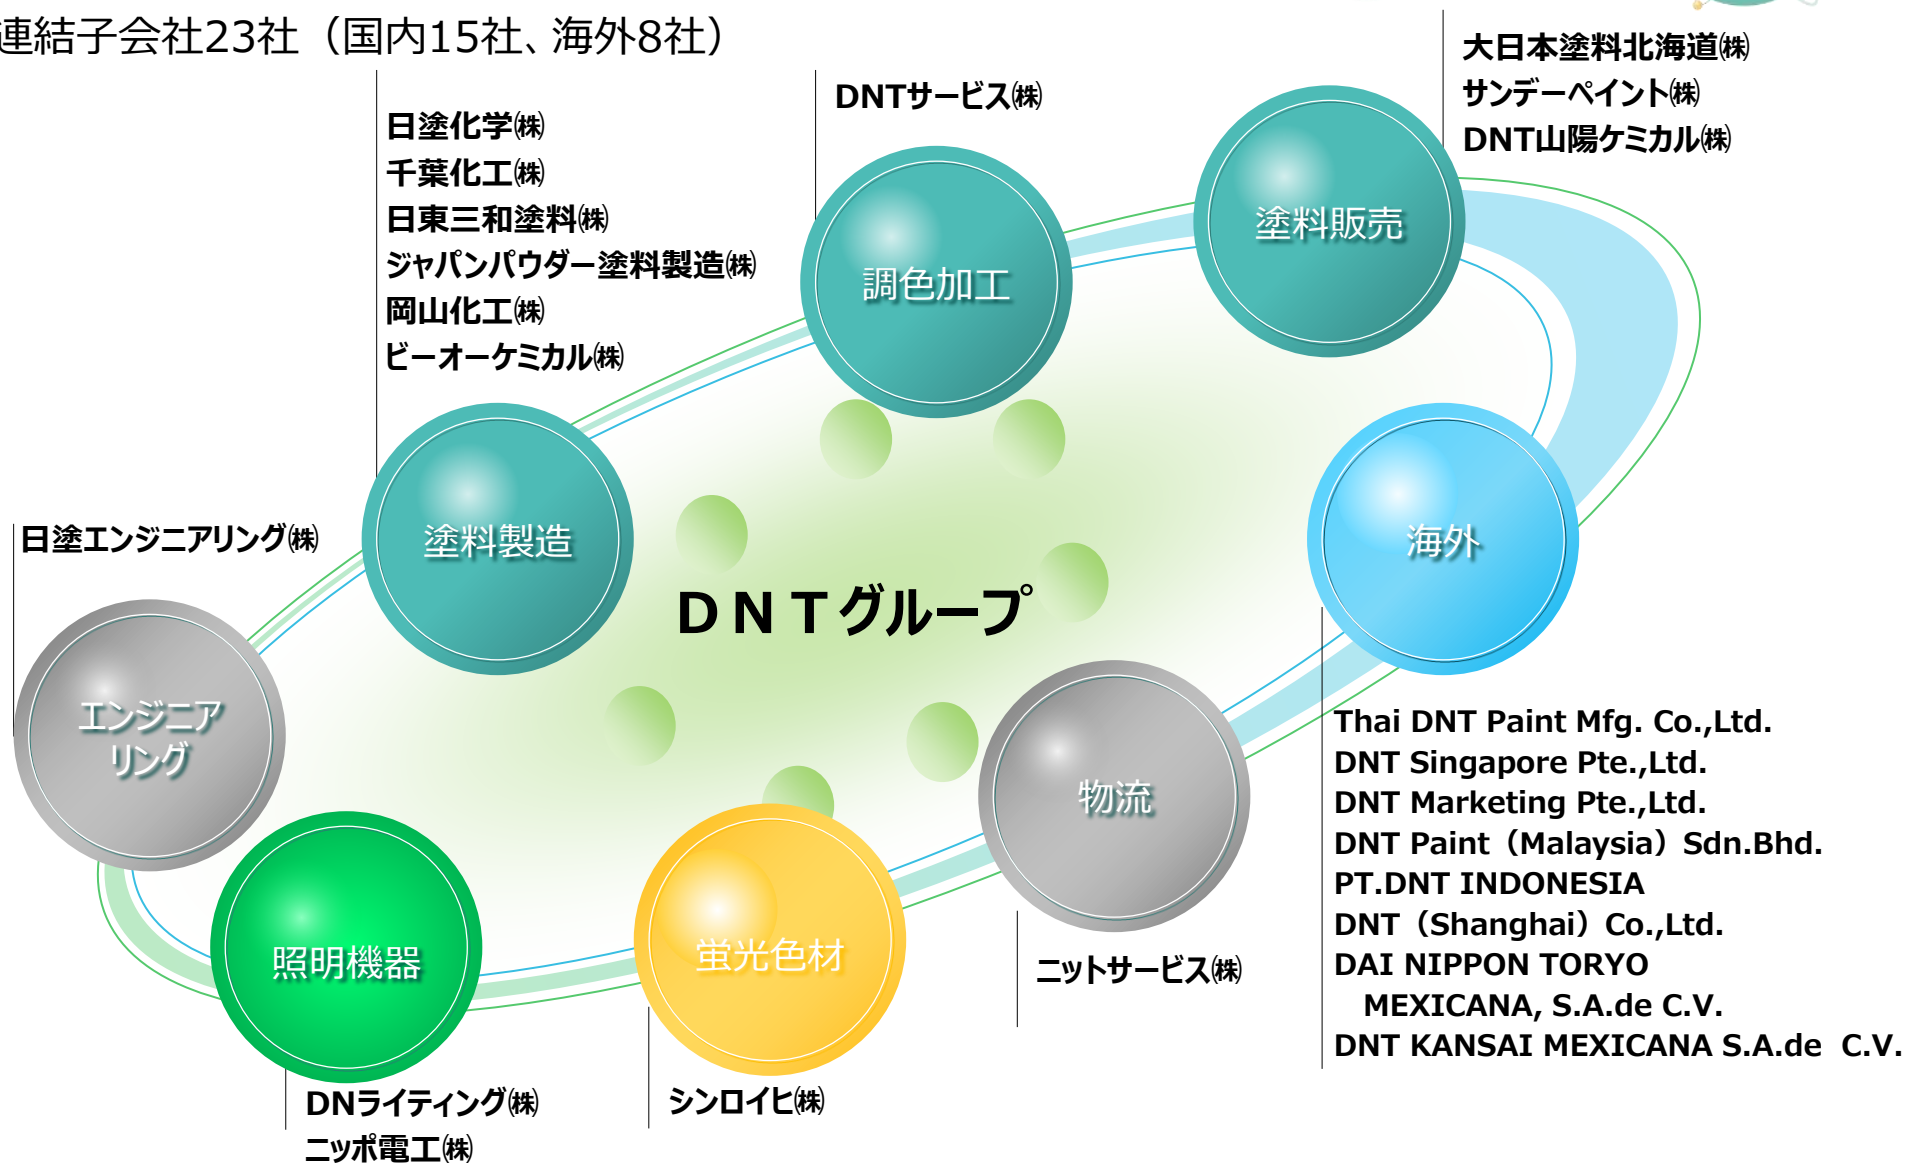 連結子会社23社（国内15社、海外8社）
日塗化学㈱
千葉化工㈱
日東三和塗料㈱
ジャパンパウダー塗料製造㈱
岡山化工㈱
ビーオーケミカル㈱
DNTサービス㈱
大日本塗料北海道㈱
サンデーペイント㈱
DNT山陽ケミカル㈱
塗料販売
調色加工
塗料製造
海外
日塗エンジニアリング㈱
ＤＮＴグループ
エンジニア
リング
物流
照明機器
蛍光色材
Thai DNT Paint Mfg. Co.,Ltd.
DNT Singapore Pte.,Ltd.
DNT Marketing Pte.,Ltd.
DNT Paint（Malaysia）Sdn.Bhd.
PT.DNT INDONESIA
DNT（Shanghai）Co.,Ltd.
DAI NIPPON TORYO
MEXICANA, S.A.de C.V.
DNT KANSAI MEXICANA S.A.de C.V.
ニットサービス㈱
シンロイヒ㈱
DNライティング㈱
ニッポ電工㈱